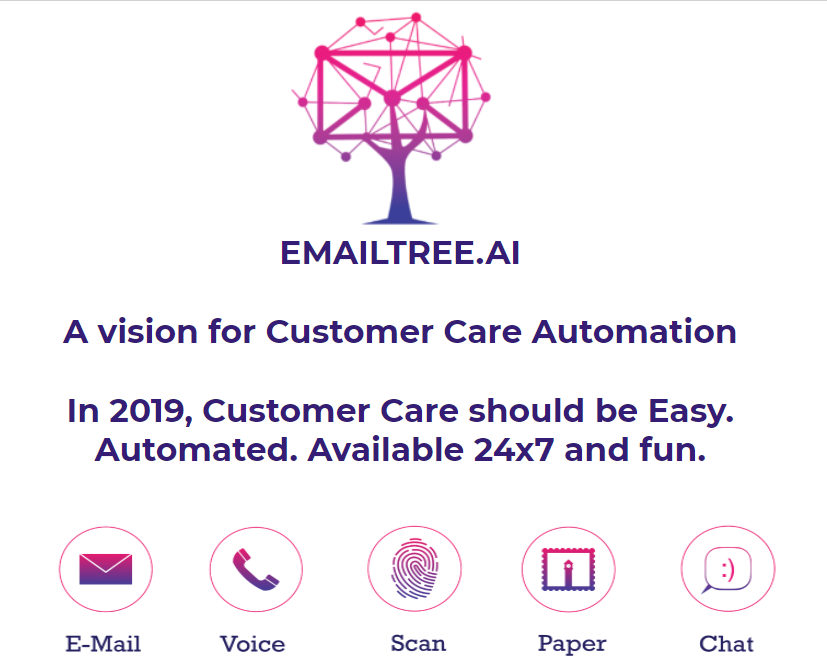 EMAILTREE.AI
A vision for Customer Care Automation
In 2019, Customer Care should be Easy.
Automated. Available 24x7 and fun.
:)
E-Mail Voice Scan Paper Chat